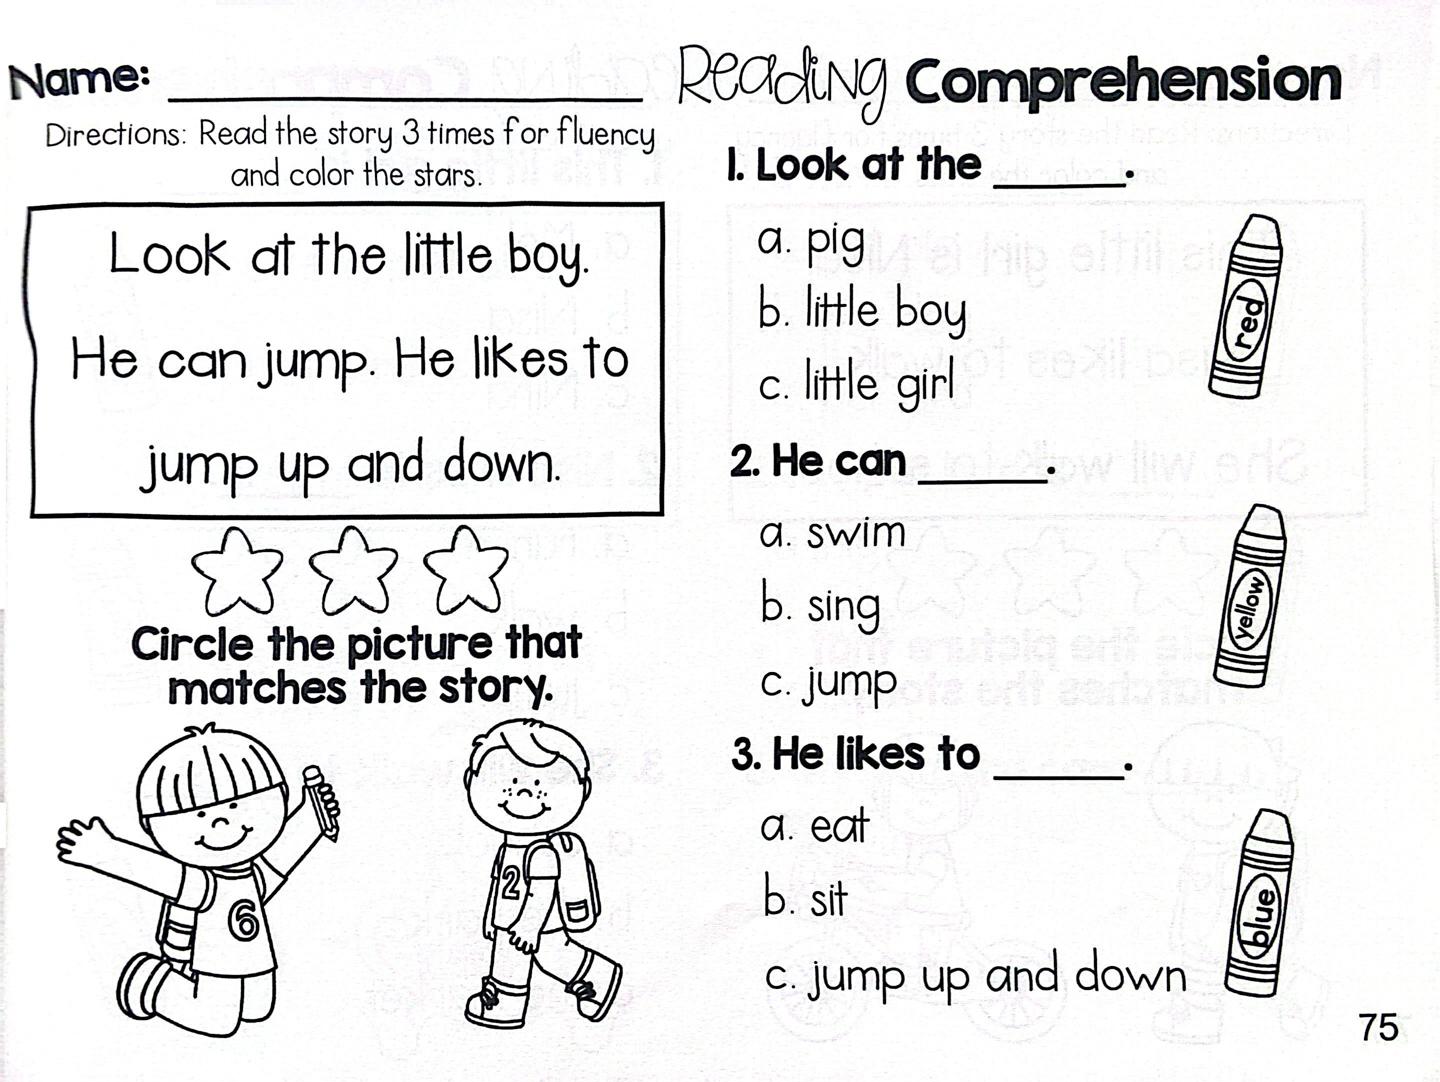 Name: ____________
Directions: Read the story 3 times for fluency
and color the stars.
Look at the little boy.
He can jump. He likes to
jump up and down.
Circle the picture that
matches the story.
6
2
Reading Comprehension
1. Look at the ______.
a. pig
b. little boy
c. little girl
red
2. He can ______.
a. swim
b. sing
c. jump
yellow
3. He likes to ______.
a. eat
b. sit
c. jump up and down
blue
75